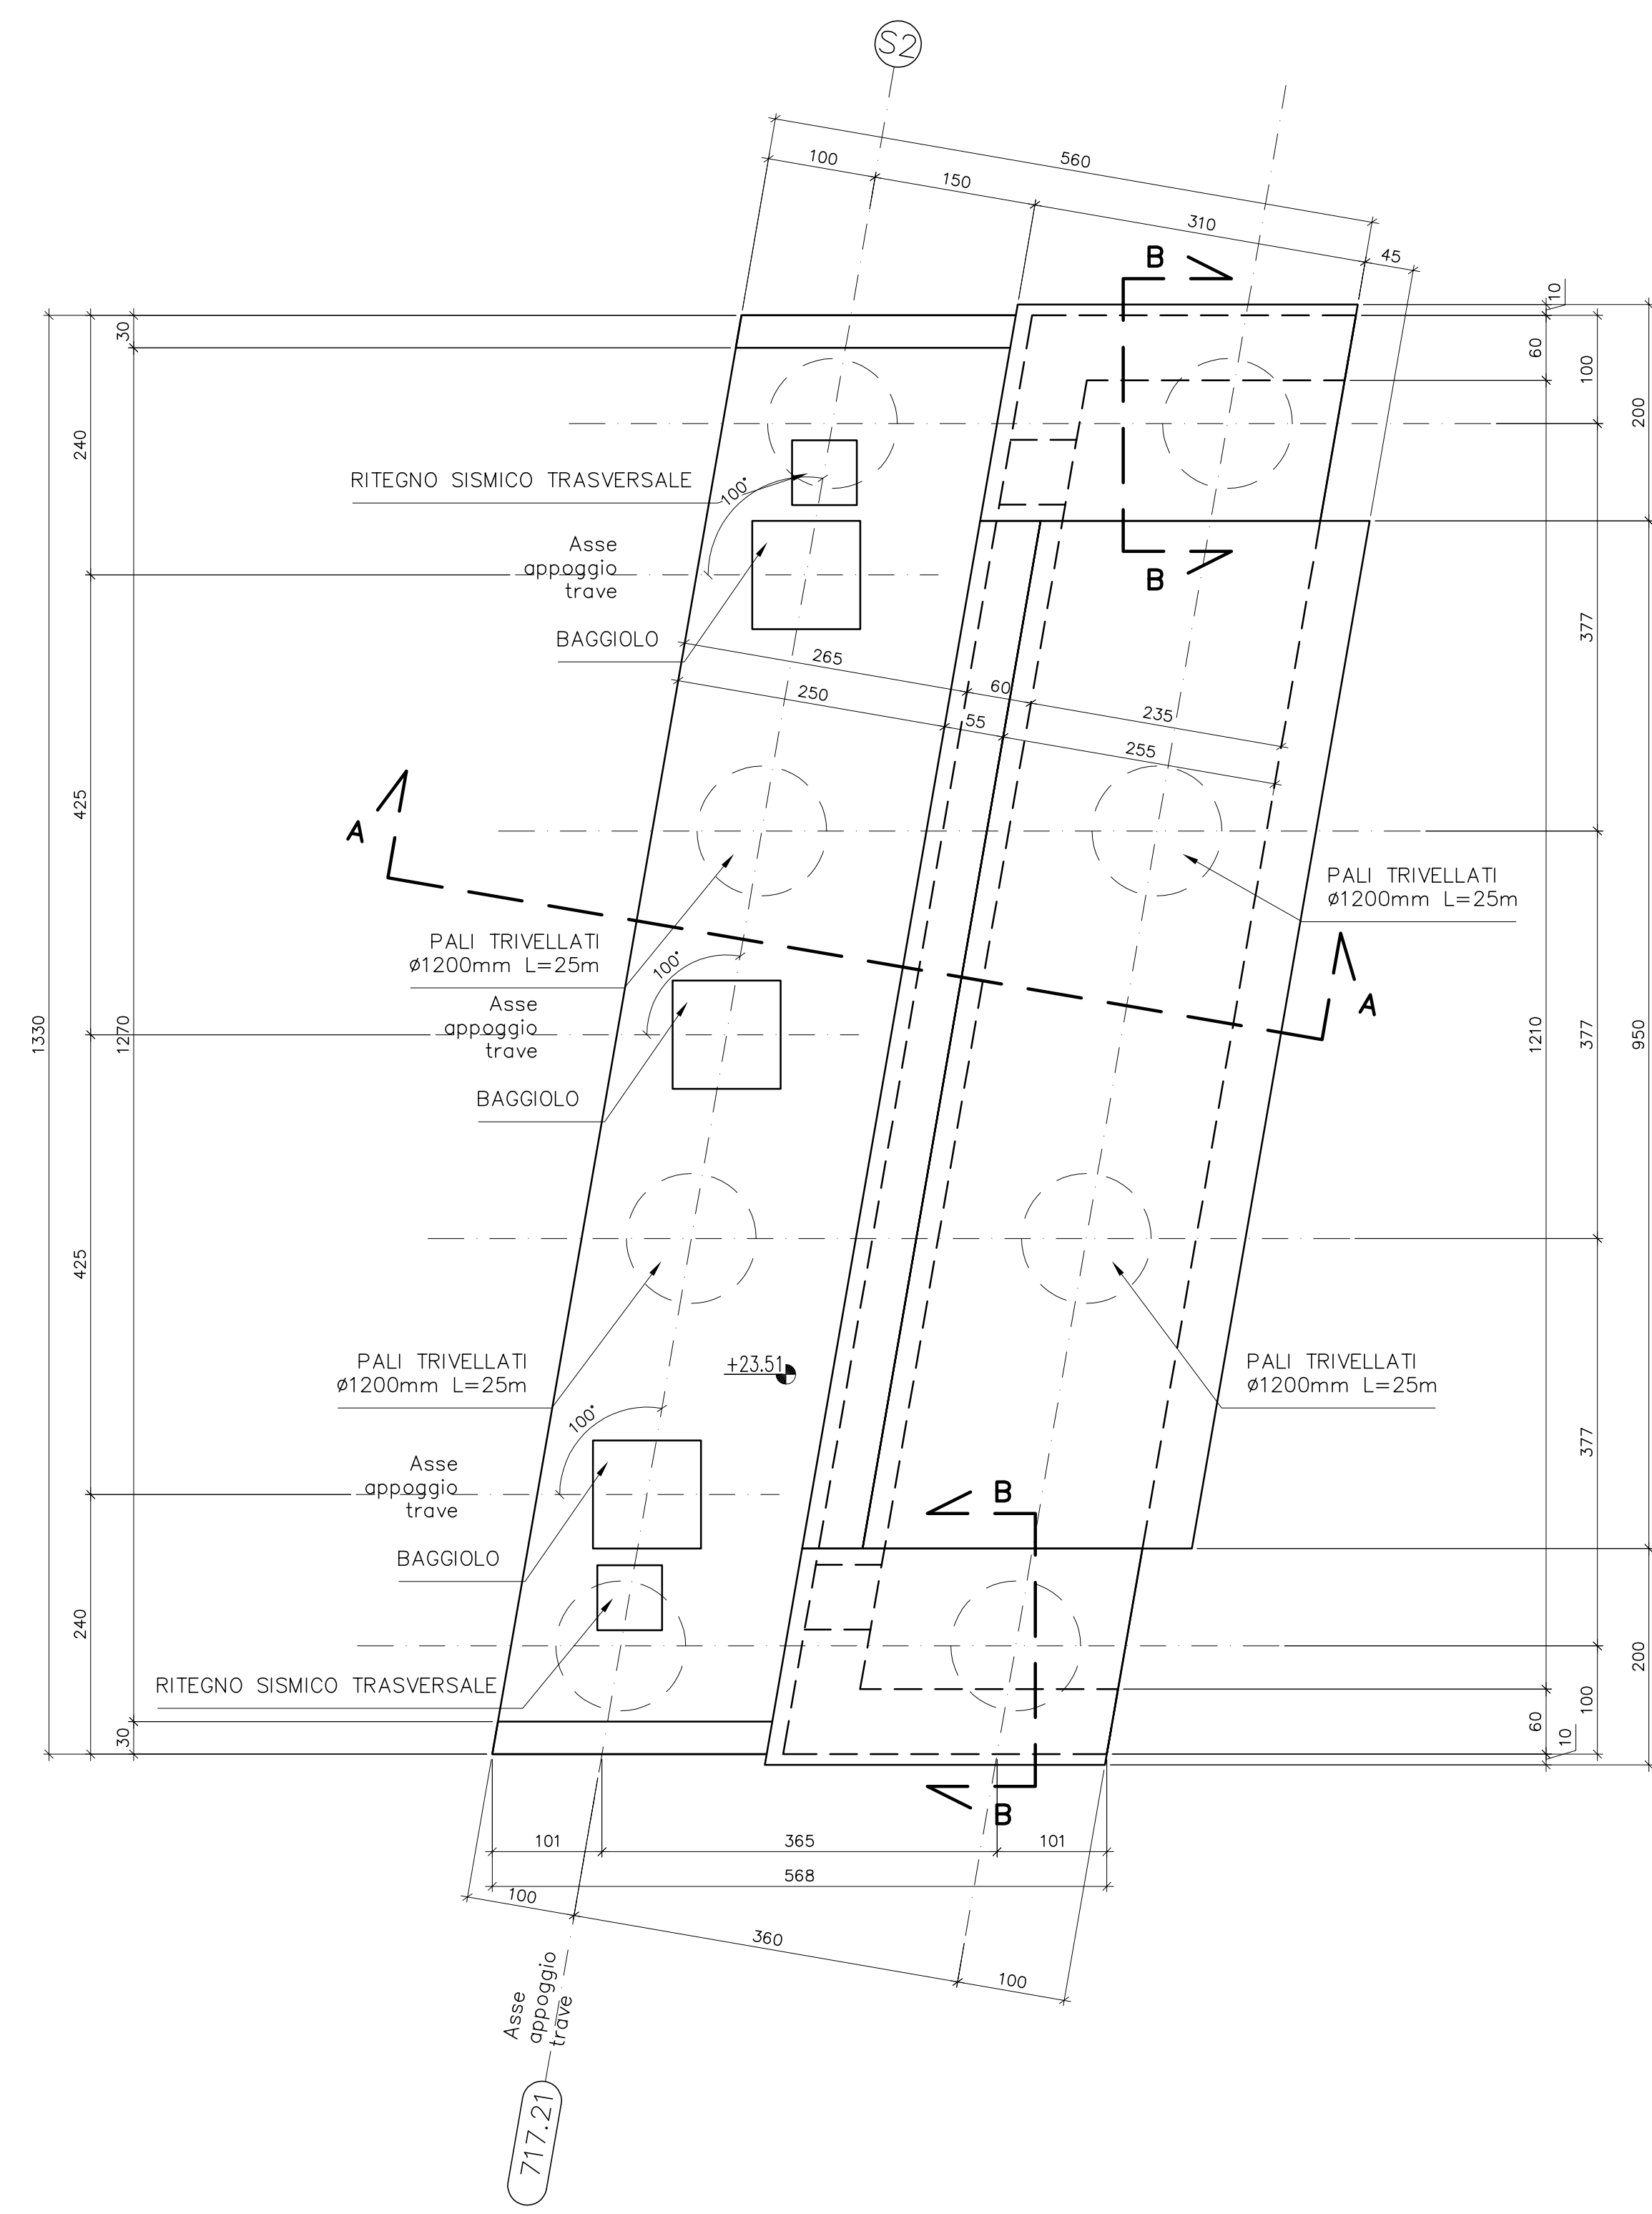 S2
560
100
150
310
45
10
30
60
100
200
240
RITEGNO SISMICO TRASVERSALE
100°
Asse
appoggio
trave
BAGGIOLO
377
265
60
235
250
55
255
425
A
PALI TRIVELLATI
ø1200mm L=25m
PALI TRIVELLATI
ø1200mm L=25m
100°
Asse
appoggio
trave
A
1330
1270
1210
377
950
BAGGIOLO
425
PALI TRIVELLATI
ø1200mm L=25m
+23.51
PALI TRIVELLATI
ø1200mm L=25m
377
100°
Asse
appoggio
trave
B
B
B
B
BAGGIOLO
240
RITEGNO SISMICO TRASVERSALE
200
100
30
60
10
101
365
101
568
100
360
100
Asse
appoggio
trave
717.21